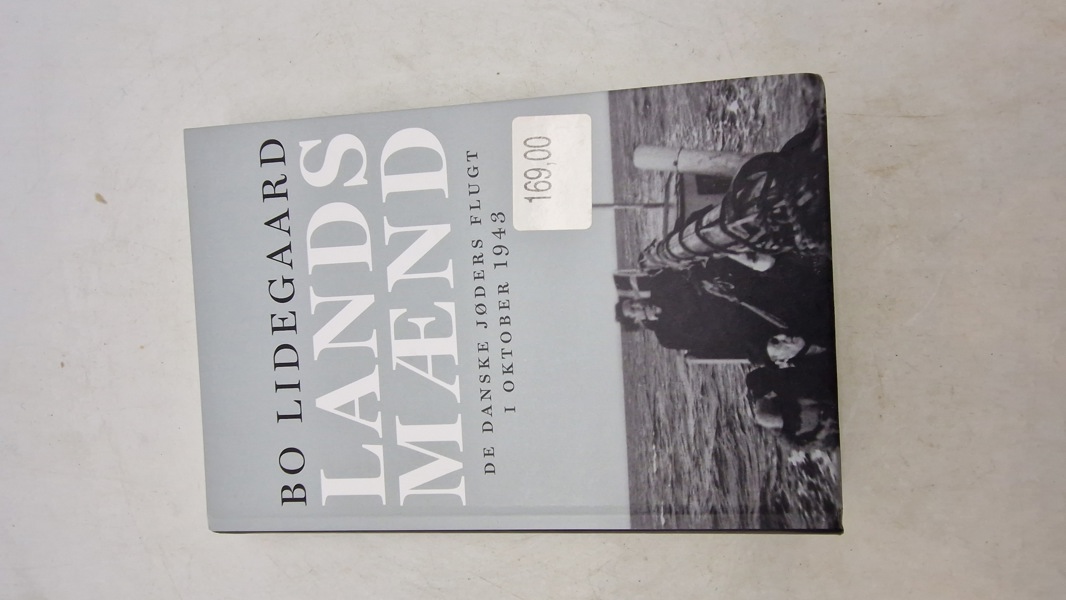 BO LIDEGAARD
LANDS
MÆND
DE DANSKE JØDERS FLUGT
I OKTOBER 1943
169,00